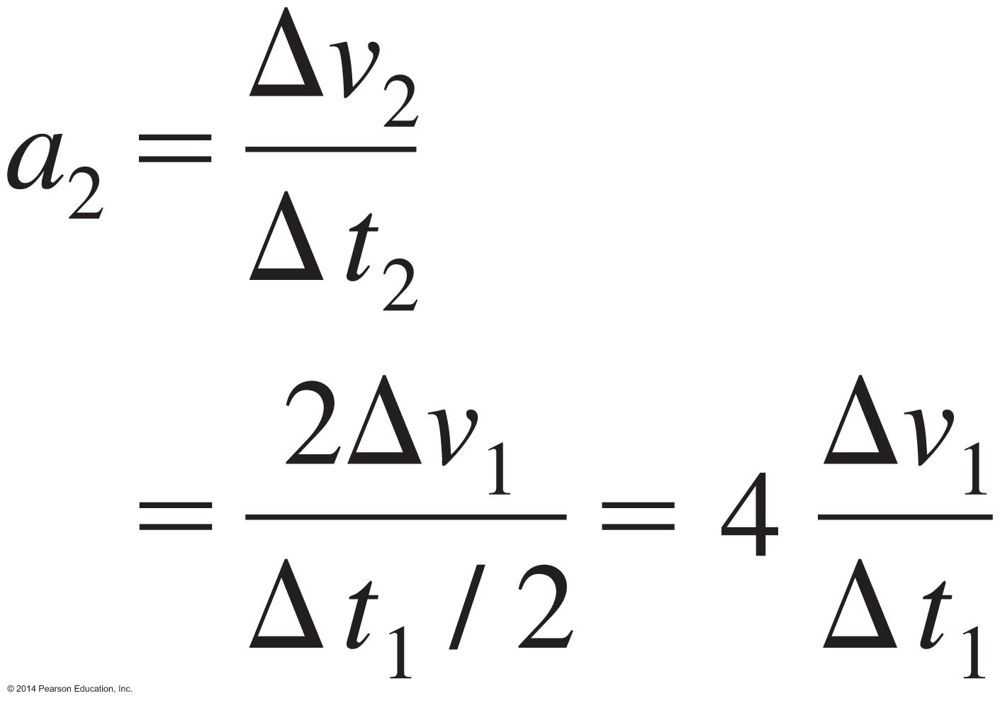 a₂ = Δv₂ / Δt₂
= 2Δv₁ / (Δt₁ / 2) = 4 Δv₁ / Δt₁
© 2014 Pearson Education, Inc.